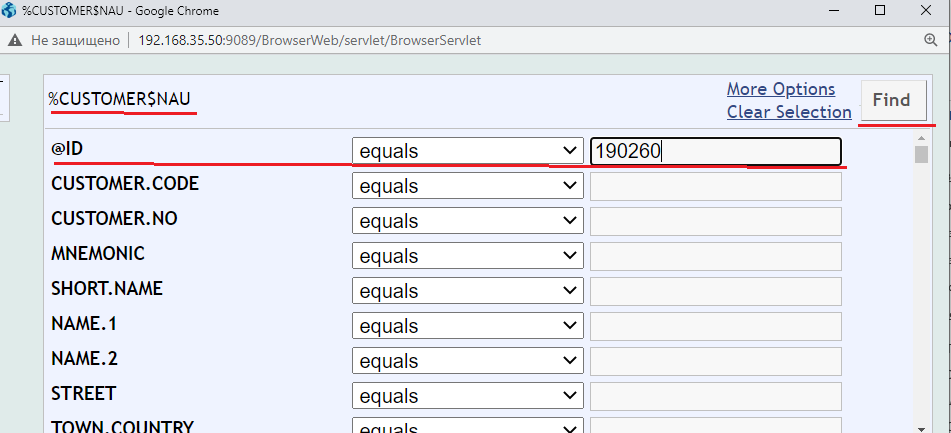 %CUSTOMER$NAU - Google Chrome
Не защищено 192.168.35.50:9089/BrowserWeb/servlet/BrowserServlet
%CUSTOMER$NAU More Options Find
Clear Selection
@ID equals 190260
CUSTOMER.CODE equals
CUSTOMER.NO equals
MNEMONIC equals
SHORT.NAME equals
NAME.1 equals
NAME.2 equals
STREET equals
TOWN.COUNTRY equals